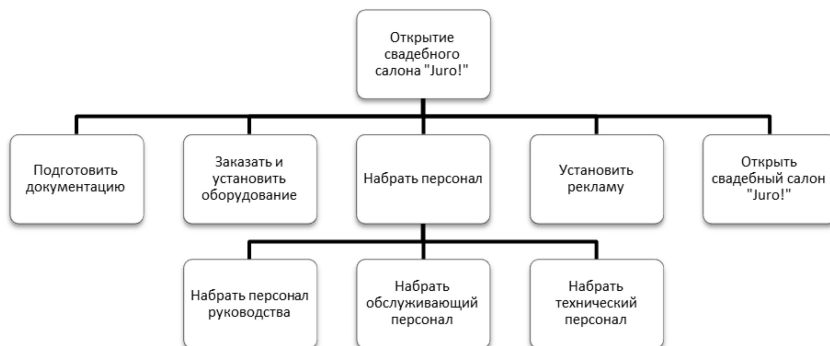 Открытие
свадебного
салона "Juro!"
Подготовить
документацию
Заказать и
установить
оборудование
Набрать персонал
Установить
рекламу
Открыть
свадебный салон
"Juro!"
Набрать персонал
руководства
Набрать
обслуживающий
персонал
Набрать
технический
персонал